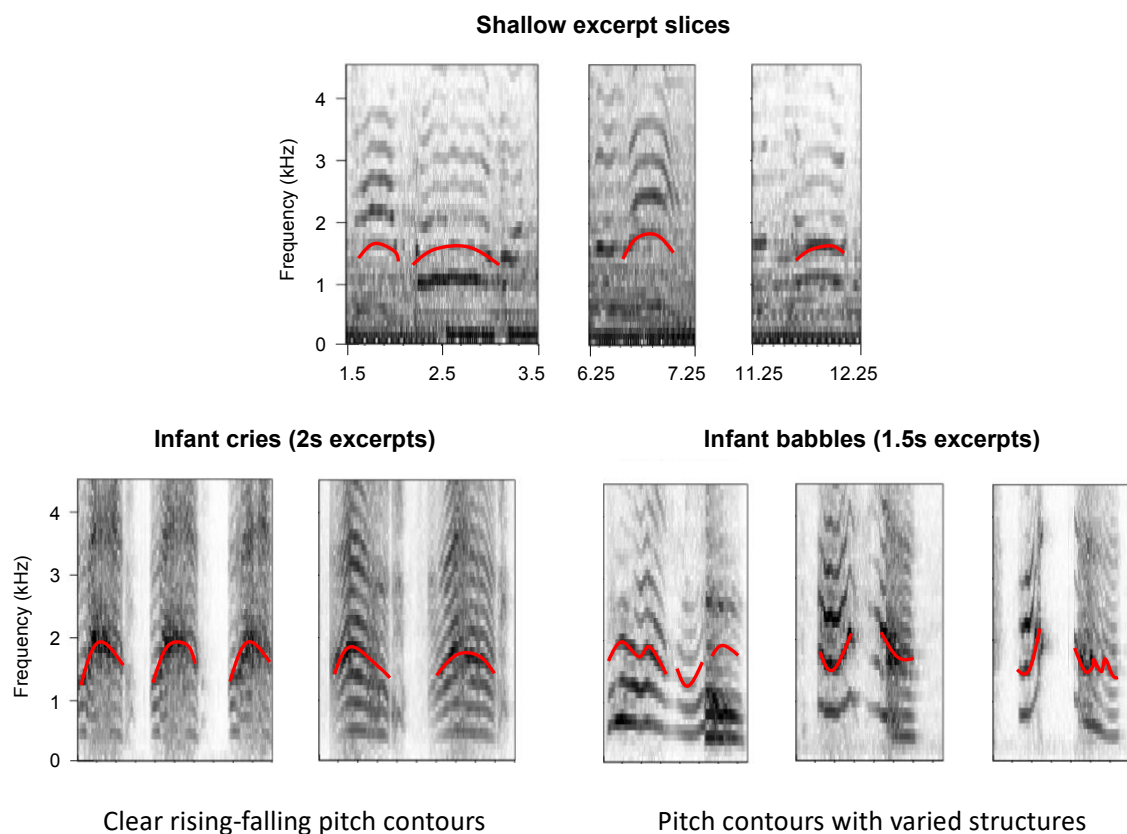 Shallow excerpt slices
Frequency (kHz)
4
3
2
1
0
1.5 2.5 3.5 6.25 7.25 11.25 12.25
Infant cries (2s excerpts) Infant babbles (1.5s excerpts)
Frequency (kHz)
4
3
2
1
0
Clear rising-falling pitch contours Pitch contours with varied structures